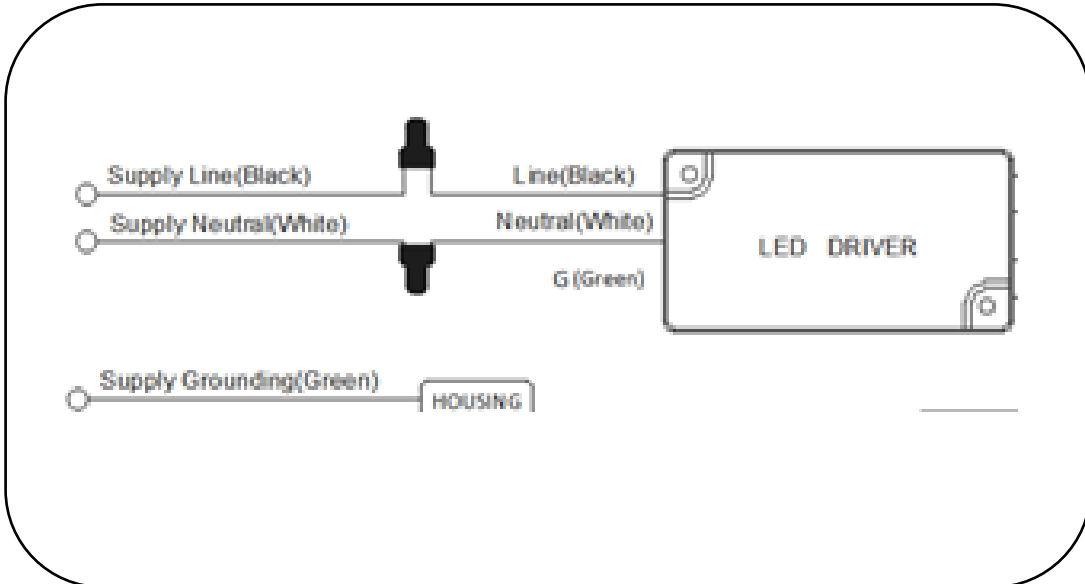 Supply Line(Black)
Line(Black)
Supply Neutral(White)
Neutral(White)
LED DRIVER
G(Green)
Supply Grounding(Green)
HOUSING